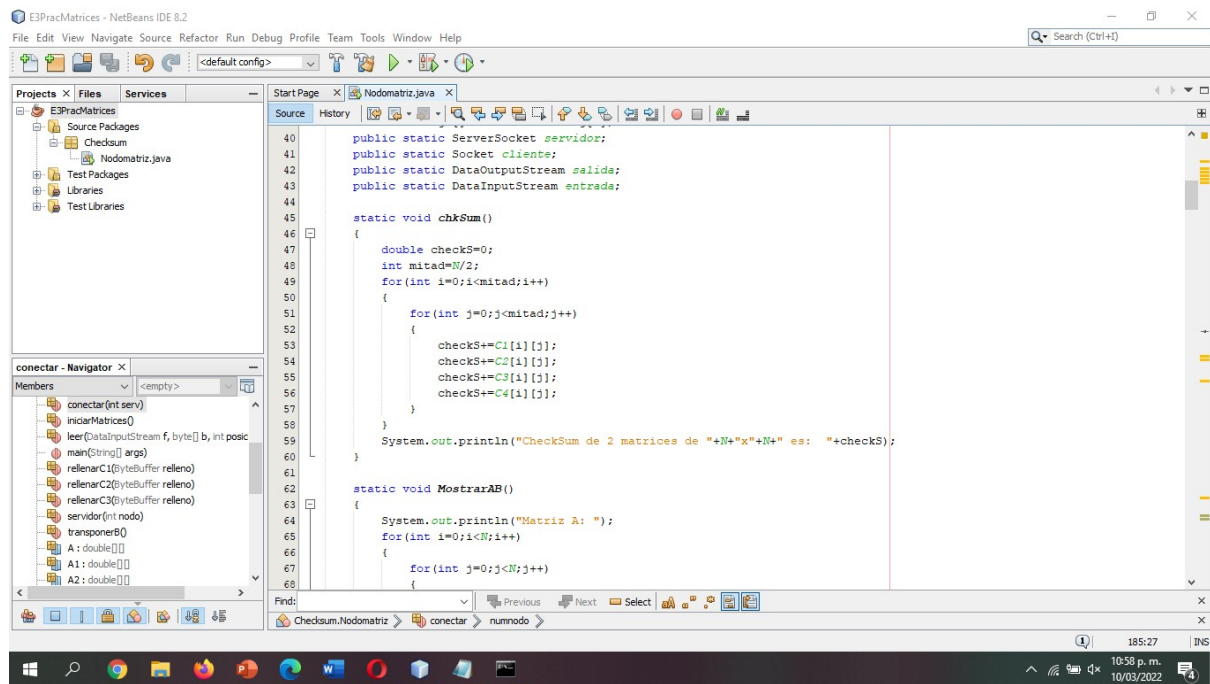 E3PracMatrices - NetBeans IDE 8.2
File Edit View Navigate Source Refactor Run Debug Profile Team Tools Window Help
Search (Ctrl+I)
<default config>
Projects Files Services
E3PracMatrices
Source Packages
Checksum
Nodomatriz.java
Test Packages
Libraries
Test Libraries
conectar - Navigator
Members <empty>
conectar(int serv)
iniciarMatrices()
leer(DataInputStream f, byte[] b, int posic
main(String[] args)
rellenarC1(ByteBuffer relleno)
rellenarC2(ByteBuffer relleno)
rellenarC3(ByteBuffer relleno)
servidor(int nodo)
transponerB()
A : double[][]
A1 : double[][]
A2 : double[][]
Start Page Nodomatriz.java
Source History
40 public static ServerSocket servidor;
41 public static Socket cliente;
42 public static DataOutputStream salida;
43 public static DataInputStream entrada;
44
45 static void chkSum()
46 {
47 double checkS=0;
48 int mitad=N/2;
49 for(int i=0;i<mitad;i++)
50 {
51 for(int j=0;j<mitad;j++)
52 {
53 checkS+=C1[i][j];
54 checkS+=C2[i][j];
55 checkS+=C3[i][j];
56 checkS+=C4[i][j];
57 }
58 }
59 System.out.println("CheckSum de 2 matrices de "+N+"x"+N+" es:  "+checkS);
60 }
61
62 static void MostrarAB()
63 {
64 System.out.println("Matriz A: ");
65 for(int i=0;i<N;i++)
66 {
67 for(int j=0;j<N;j++)
68 {
Find: Previous Next Select
Checksum.Nodomatriz conectar numnodo
1 185:27 INS
10:58 p. m.
10/03/2022
4